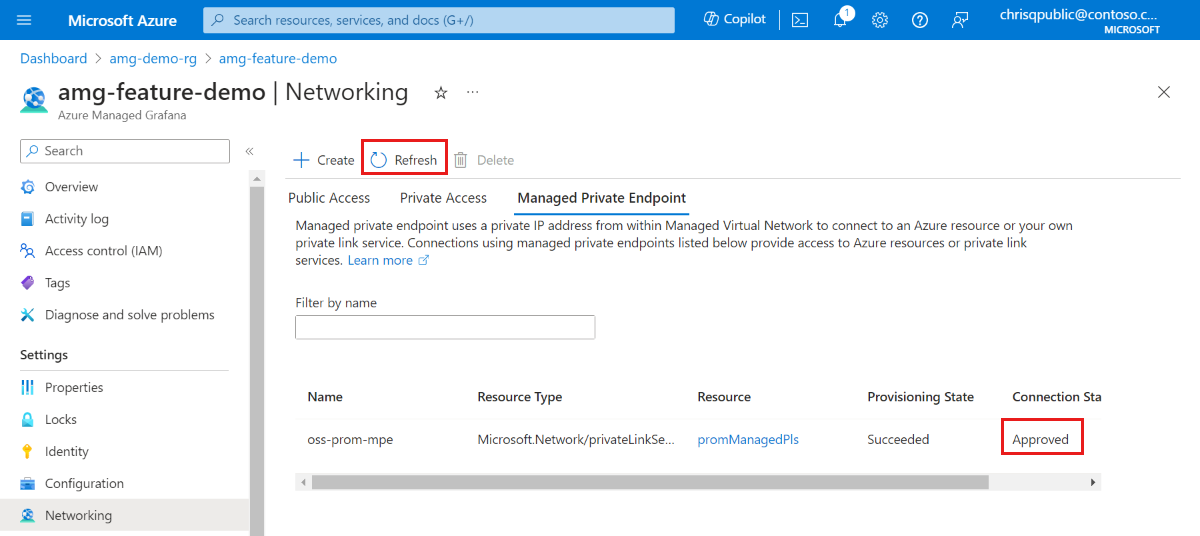 Microsoft Azure
Search resources, services, and docs (G+/)
Copilot
1
chrisqpublic@contoso.c...
MICROSOFT
Dashboard > amg-demo-rg > amg-feature-demo
amg-feature-demo | Networking
Azure Managed Grafana
Search
Overview
Activity log
Access control (IAM)
Tags
Diagnose and solve problems
Settings
Properties
Locks
Identity
Configuration
Networking
Create Refresh Delete
Public Access Private Access Managed Private Endpoint
Managed private endpoint uses a private IP address from within Managed Virtual Network to connect to an Azure resource or your own
private link service. Connections using managed private endpoints listed below provide access to Azure resources or private link
services. Learn more
Filter by name
Name Resource Type Resource Provisioning State Connection Sta
oss-prom-mpe Microsoft.Network/privateLinkSe... promManagedPls Succeeded Approved